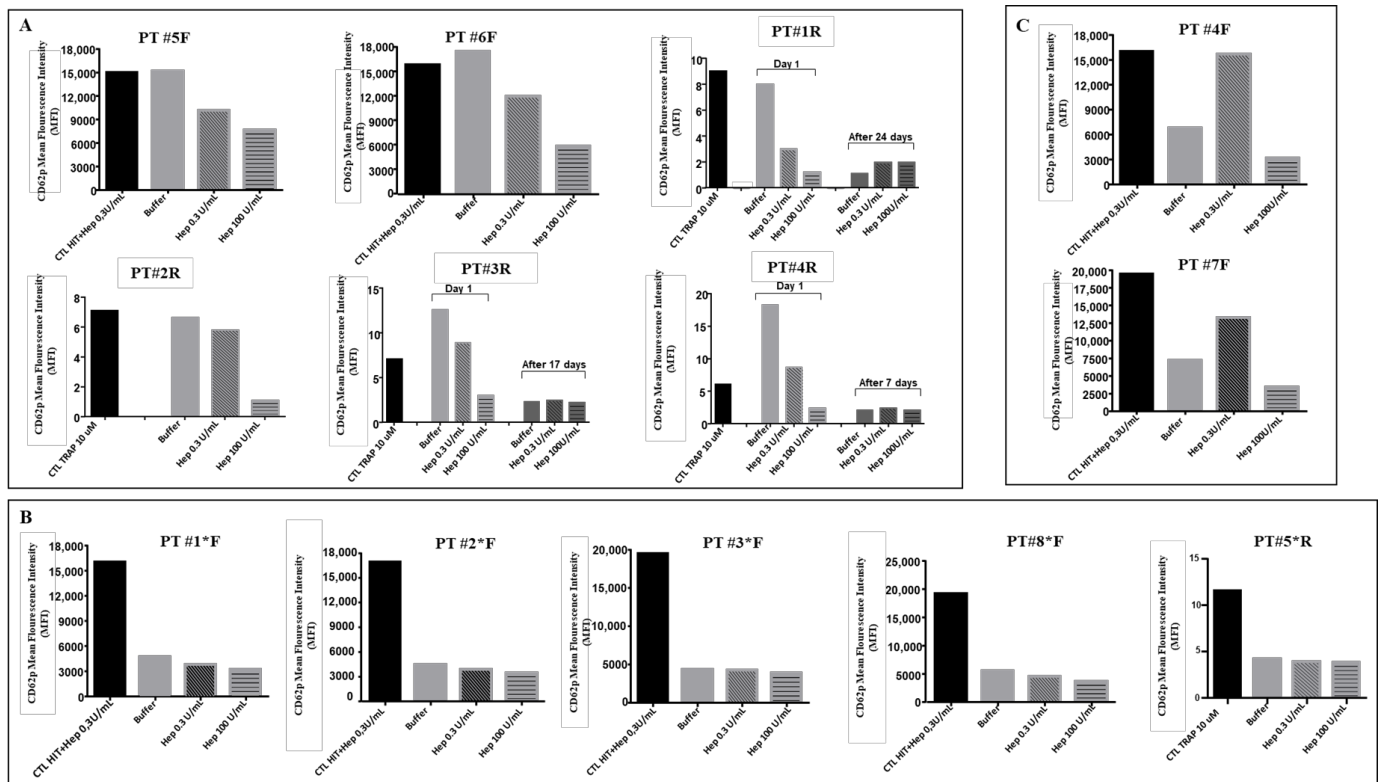 A
PT #5F
CD62p Mean Flourescence Intensity
(MFI)
18,000
15,000
12,000
9000
6000
3000
0
CTL HIT+Hep 0,3U/mL
Buffer
Hep 0.3 U/mL
Hep 100U/mL
PT #6F
CD62p Mean Flourescence Intensity
(MFI)
18,000
15,000
12,000
9000
6000
3000
0
CTL HIT+Hep 0,3U/mL
Buffer
Hep 0.3U/mL
Hep 100U/mL
PT#1R
CD62p Mean Flourescence Intensity
(MFI)
10
8
6
4
2
0
Day 1
After 24 days
CTL TRAP 10 uM
Buffer
Hep 0.3 U/mL
Hep 100 U/mL
Buffer
Hep 0.3 U/mL
Hep 100U/mL
PT#2R
CD62p Mean Flourescence Intensity
(MFI)
8
6
4
2
0
CTL TRAP 10 uM
Buffer
Hep 0.3 U/mL
Hep 100 U/mL
PT#3R
CD62p Mean Flourescence Intensity
(MFI)
15
10
5
0
Day 1
After 17 days
CTL TRAP 10 uM
Buffer
Hep 0.3 U/mL
Hep 100 U/mL
Buffer
Hep 0.3 U/mL
Hep 100U/mL
PT#4R
CD62p Mean Flourescence Intensity
(MFI)
20
15
10
5
0
Day 1
After 7 days
CTL TRAP 10 uM
Buffer
Hep 0.3 U/mL
Hep 100 U/mL
Buffer
Hep 0.3 U/mL
Hep 100U/mL
C
PT #4F
CD62p Mean Flourescence Intensity
(MFI)
18,000
15,000
12,000
9000
6000
3000
0
CTL HIT+Hep 0,3U/mL
Buffer
Hep 0.3U/mL
Hep 100U/mL
PT #7F
CD62p Mean Flourescence Intensity
(MFI)
20,000
17,500
15,000
12,500
10,000
7500
5000
2500
0
CTL HIT+Hep 0,3U/mL
Buffer
Hep 0.3U/mL
Hep 100U/mL
B
PT #1*F
CD62p Mean Flourescence Intensity
(MFI)
18,000
15,000
12,000
9000
6000
3000
0
CTL HIT+Hep 0,3U/mL
Buffer
Hep 0.3 U/mL
Hep 100 U/mL
PT #2*F
CD62p Mean Flourescence Intensity
(MFI)
18,000
15,000
12,000
9,000
6,000
3,000
0
CTL HIT+Hep 0,3U/mL
Buffer
Hep 0.3 U/mL
Hep 100 U/mL
PT #3*F
CD62p Mean Flourescence Intensity
(MFI)
20,000
15,000
10,000
5000
0
CTL HIT+Hep 0,3U/mL
Buffer
Hep 0.3 U/mL
Hep 100 U/mL
PT#8*F
CD62p Mean Flourescence Intensity
(MFI)
25,000
20,000
15,000
10,000
5000
0
CTL HIT+Hep 0,3U/mL
Buffer
Hep 0.3 U/mL
Hep 100 U/mL
PT#5*R
CD62p Mean Flourescence Intensity
(MFI)
15
10
5
0
CTL TRAP 10 uM
Buffer
Hep 0.3 U/mL
Hep 100 U/mL